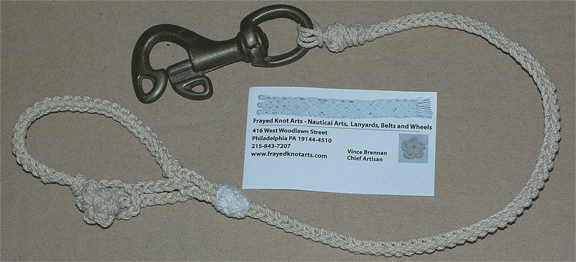 Frayed Knot Arts - Nautical Arts, Lanyards, Belts and Wheels
416 West Woodlawn Street
Philadelphia PA 19144-4510
215-843-7207
www.frayedknotarts.com
Vince Brennan
Chief Artisan